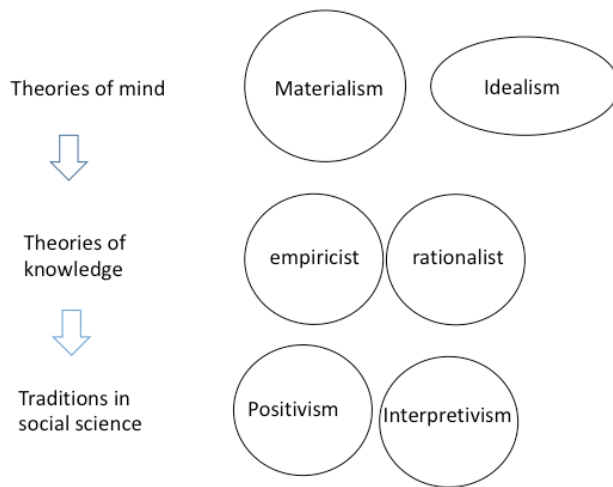 Theories of mind
Materialism
Idealism
Theories of
knowledge
empiricist
rationalist
Traditions in
social science
Positivism
Interpretivism